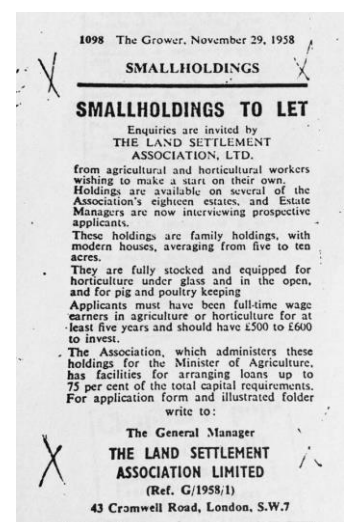 1098 The Grower, November 29, 1958
SMALLHOLDINGS
SMALLHOLDINGS TO LET
Enquiries are invited by
THE LAND SETTLEMENT
ASSOCIATION, LTD.
from agricultural and horticultural workers
wishing to make a start on their own.
Holdings are available on several of the
Association's eighteen estates, and Estate
Managers are now interviewing prospective
applicants.
These holdings are family holdings, with
modern houses, averaging from five to ten
acres.
They are fully stocked and equipped for
horticulture under glass and in the open,
and for pig and poultry keeping
Applicants must have been full-time wage
earners in agriculture or horticulture for at
least five years and should have £500 to £600
to invest.
The Association, which administers these
holdings for the Minister of Agriculture,
has facilities for arranging loans up to
75 per cent of the total capital requirements.
For application form and illustrated folder
write to:
The General Manager
THE LAND SETTLEMENT
ASSOCIATION LIMITED
(Ref. G/1958/1)
43 Cromwell Road, London, S.W.7